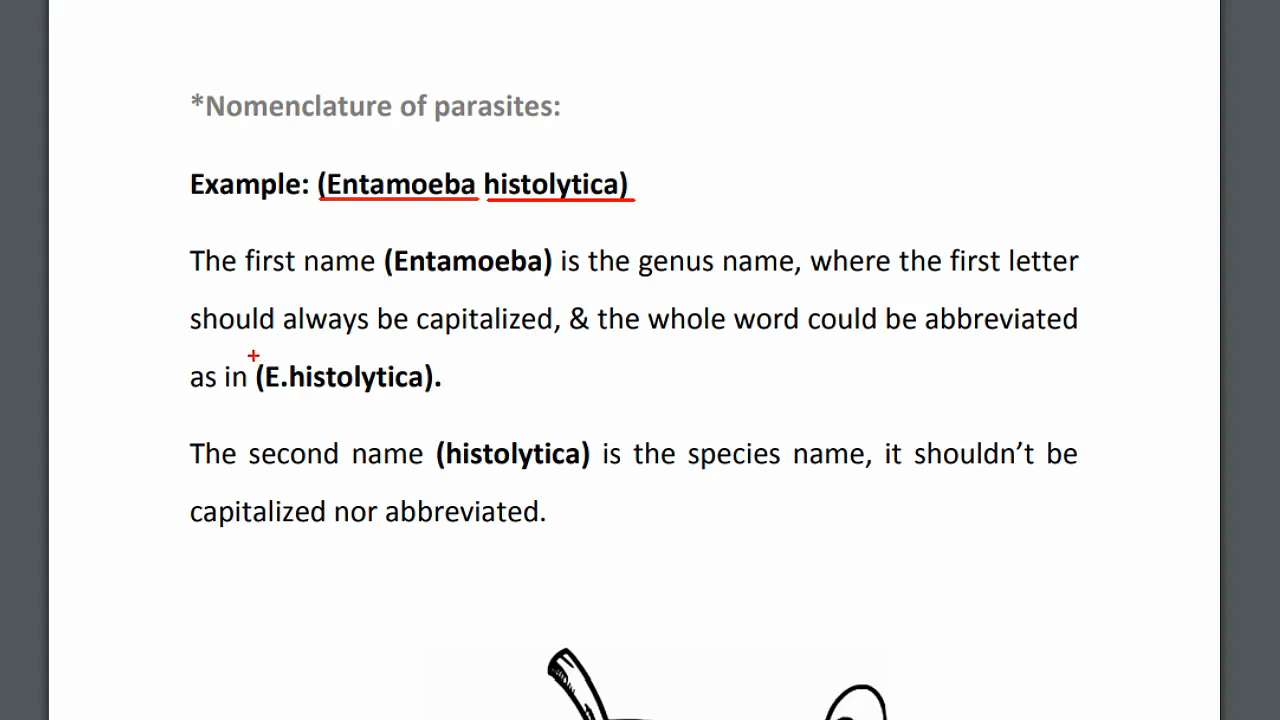 *Nomenclature of parasites:
Example: (Entamoeba histolytica)
The first name (Entamoeba) is the genus name, where the first letter
should always be capitalized, & the whole word could be abbreviated
as in (E.histolytica).
The second name (histolytica) is the species name, it shouldn’t be
capitalized nor abbreviated.